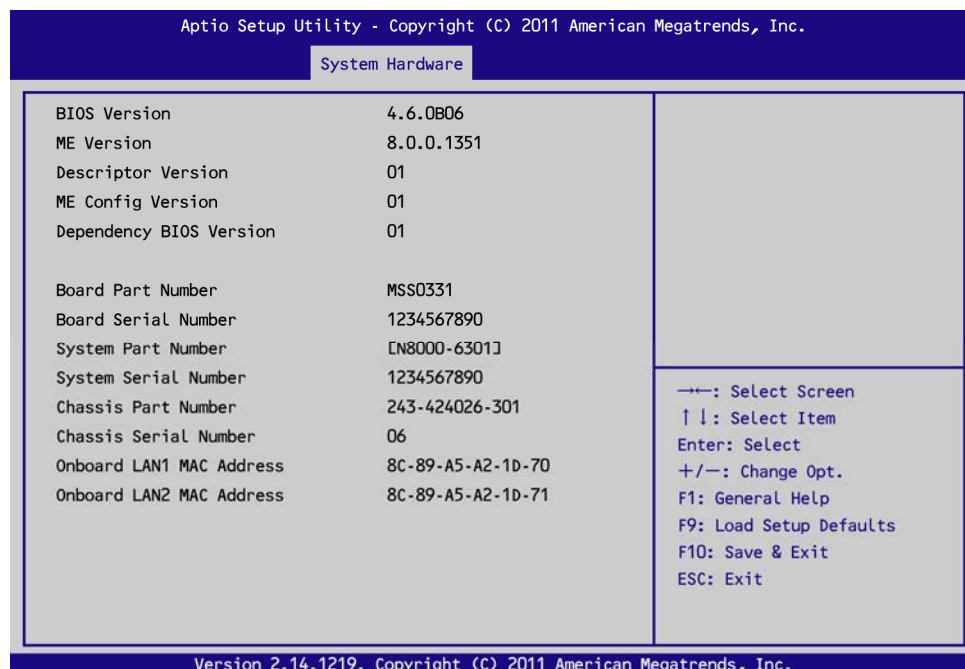 Aptio Setup Utility - Copyright (C) 2011 American Megatrends, Inc.
System Hardware
BIOS Version 4.6.0B06
ME Version 8.0.0.1351
Descriptor Version 01
ME Config Version 01
Dependency BIOS Version 01
Board Part Number MSS0331
Board Serial Number 1234567890
System Part Number [N8000-6301]
System Serial Number 1234567890
Chassis Part Number 243-424026-301
Chassis Serial Number 06
Onboard LAN1 MAC Address 8C-89-A5-A2-1D-70
Onboard LAN2 MAC Address 8C-89-A5-A2-1D-71
→←: Select Screen
↑↓: Select Item
Enter: Select
+/−: Change Opt.
F1: General Help
F9: Load Setup Defaults
F10: Save & Exit
ESC: Exit
Version 2.14.1219. Copyright (C) 2011 American Megatrends, Inc.